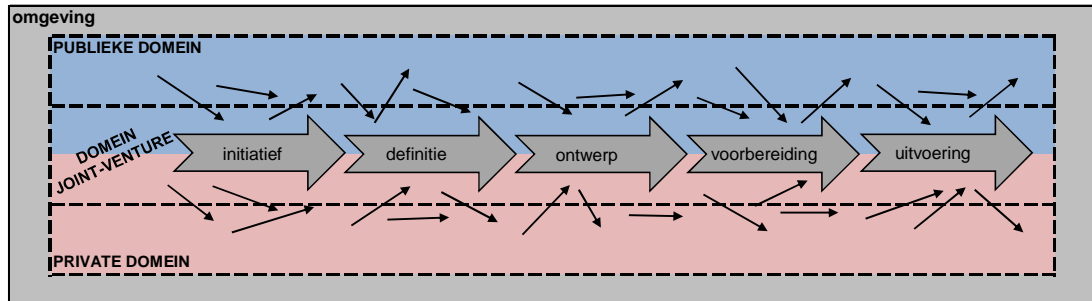 omgeving
PUBLIEKE DOMEIN
DOMEIN
JOINT-VENTURE
initiatief
definitie
ontwerp
voorbereiding
uitvoering
PRIVATE DOMEIN